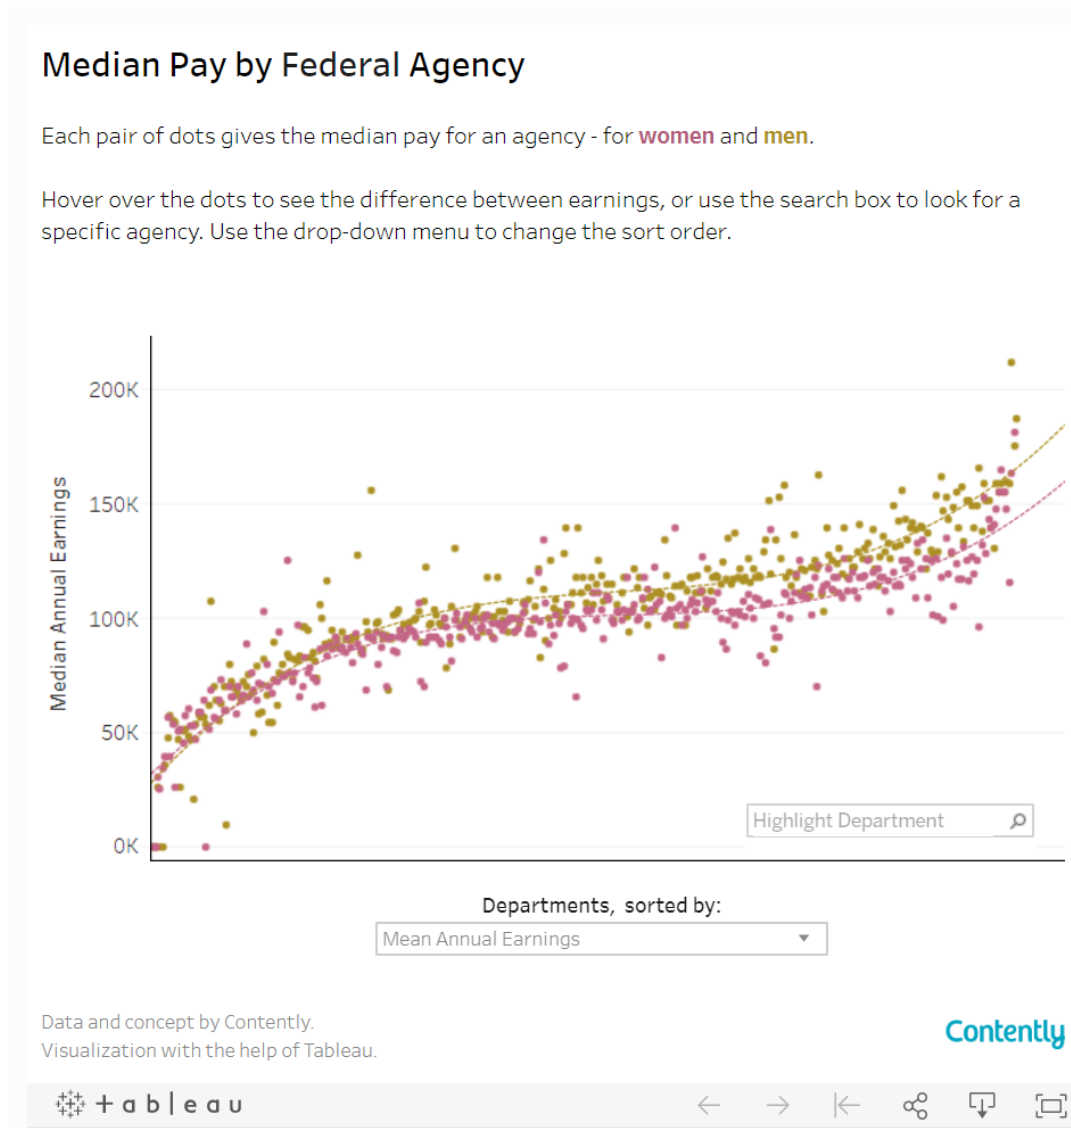 Median Pay by Federal Agency
Each pair of dots gives the median pay for an agency - for women and men.
Hover over the dots to see the difference between earnings, or use the search box to look for a
specific agency. Use the drop-down menu to change the sort order.
200K
150K
100K
50K
0K
Median Annual Earnings
Highlight Department
Departments, sorted by:
Mean Annual Earnings
Data and concept by Contently.
Visualization with the help of Tableau.
Contently
+ableau